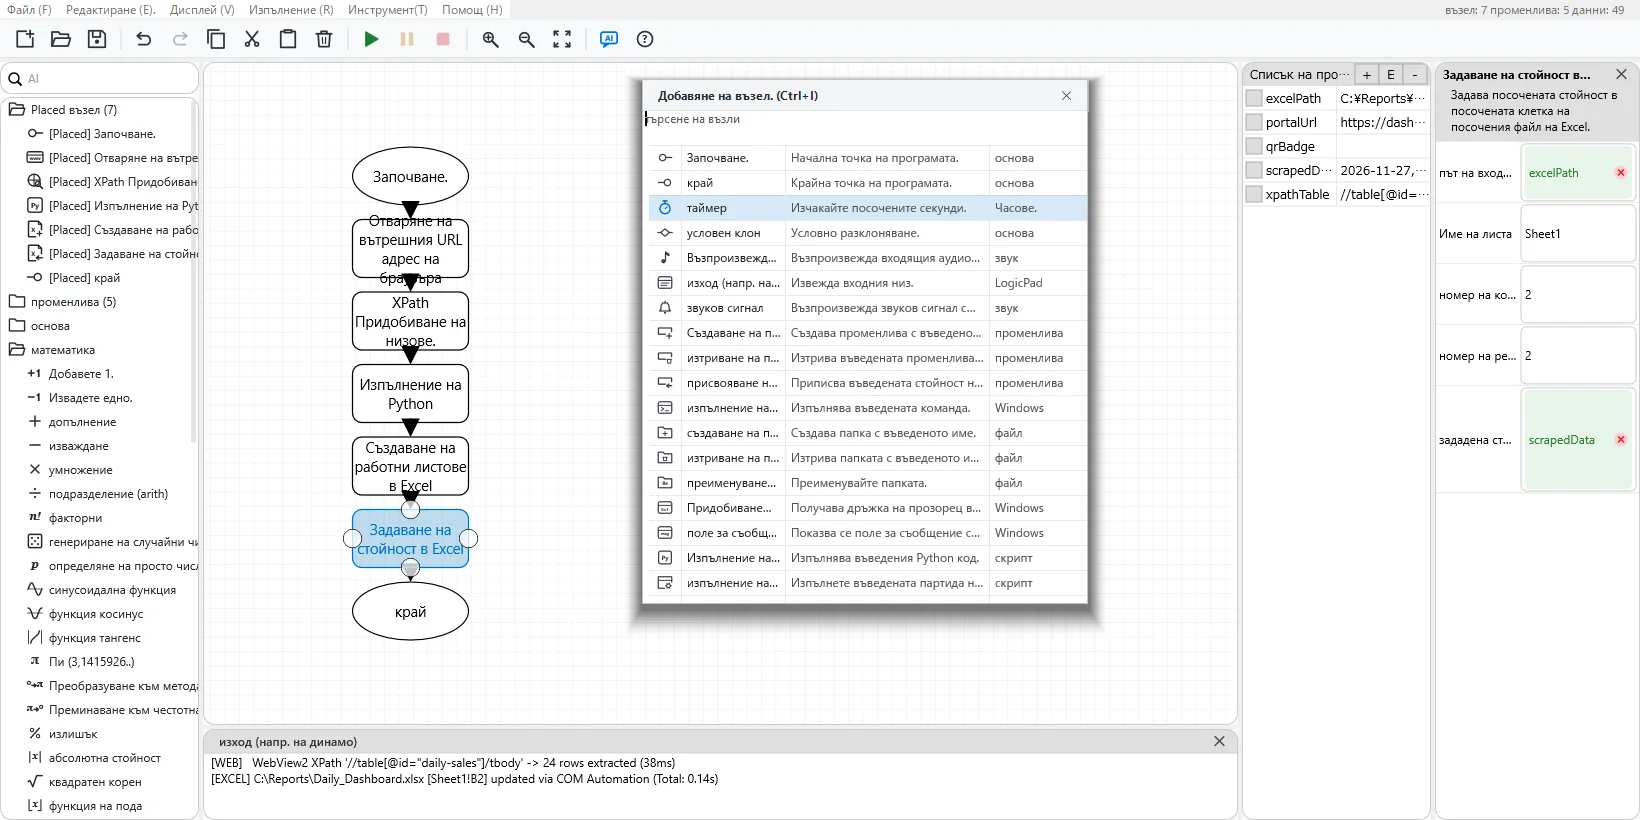 Файл (F) Редактиране (E). Дисплей (V) Изпълнение (R) Инструмент(T) Помощ (H)
възел: 7 променлива: 5 данни: 49
AI
AI
Placed възел (7)
[Placed] Започване.
[Placed] Отваряне на вътре
[Placed] XPath Придобиван
[Placed] Изпълнение на Pyt
[Placed] Създаване на рабо
[Placed] Задаване на стойн
[Placed] край
променлива (5)
основа
математика
+1 Добавете 1.
−1 Извадете едно.
допълнение
изваждане
умножение
подразделение (arith)
n! факторни
генериране на случайни чи
p определяне на просто числ
синусоидална функция
функция косинус
функция тангенс
π Пи (3,1415926..)
Преобразуване към метода
Преминаване към честотна
% излишък
|x| абсолютна стойност
квадратен корен
функция на пода
Започване.
Отваряне на
вътрешния URL
адрес на
браузъра
XPath
Придобиване на
низове.
Изпълнение на
Python
Създаване на
работни листове
в Excel
Задаване на
стойност в Excel
край
Добавяне на възел. (Ctrl+I)
търсене на възли
Започване. Начална точка на програмата. основа
край Крайна точка на програмата. основа
таймер Изчакайте посочените секунди. Часове.
условен клон Условно разклоняване. основа
Възпроизвежд... Възпроизвежда входящия аудио... звук
изход (напр. на... Извежда входния низ. LogicPad
звуков сигнал Възпроизвежда звуков сигнал с... звук
Създаване на п... Създава променлива с въведено... променлива
изтриване на п... Изтрива въведената променлива... променлива
присвояване н... Приписва въведената стойност н... променлива
изпълнение на... Изпълнява въведената команда. Windows
създаване на п... Създава папка с въведеното име. файл
изтриване на п... Изтрива папката с въведеното и... файл
преименуване... Преименувайте папката. файл
Придобиване... Получава дръжка на прозорец в... Windows
поле за съобщ... Показва се поле за съобщение с... Windows
Py Изпълнение на... Изпълнява въведения Python код. скрипт
изпълнение на... Изпълнете въведената партида н... скрипт
изход (напр. на динамо)
[WEB] WebView2 XPath '//table[@id="daily-sales"]/tbody' -> 24 rows extracted (38ms)
[EXCEL] C:\Reports\Daily_Dashboard.xlsx [Sheet1!B2] updated via COM Automation (Total: 0.14s)
Списък на про... + E -
excelPath C:¥Reports¥...
portalUrl https://dash...
qrBadge
scrapedD... 2026-11-27,...
xpathTable //table[@id=...
Задаване на стойност в...
Задава посочената стойност в
посочената клетка на
посочения файл на Excel.
път на вход... excelPath
Име на листа Sheet1
номер на ко... 2
номер на ре... 2
зададена ст... scrapedData